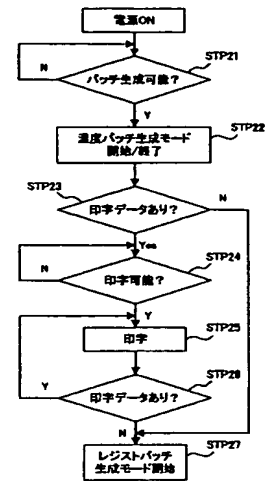 電源ON
STP21
パッチ生成可能？
N
Y
STP22
濃度パッチ生成モード
開始/終了
STP23
印字データあり？
N
Yes
STP24
印字可能？
N
Y
STP25
印字
STP26
印字データあり？
Y
N
STP27
レジストパッチ
生成モード開始